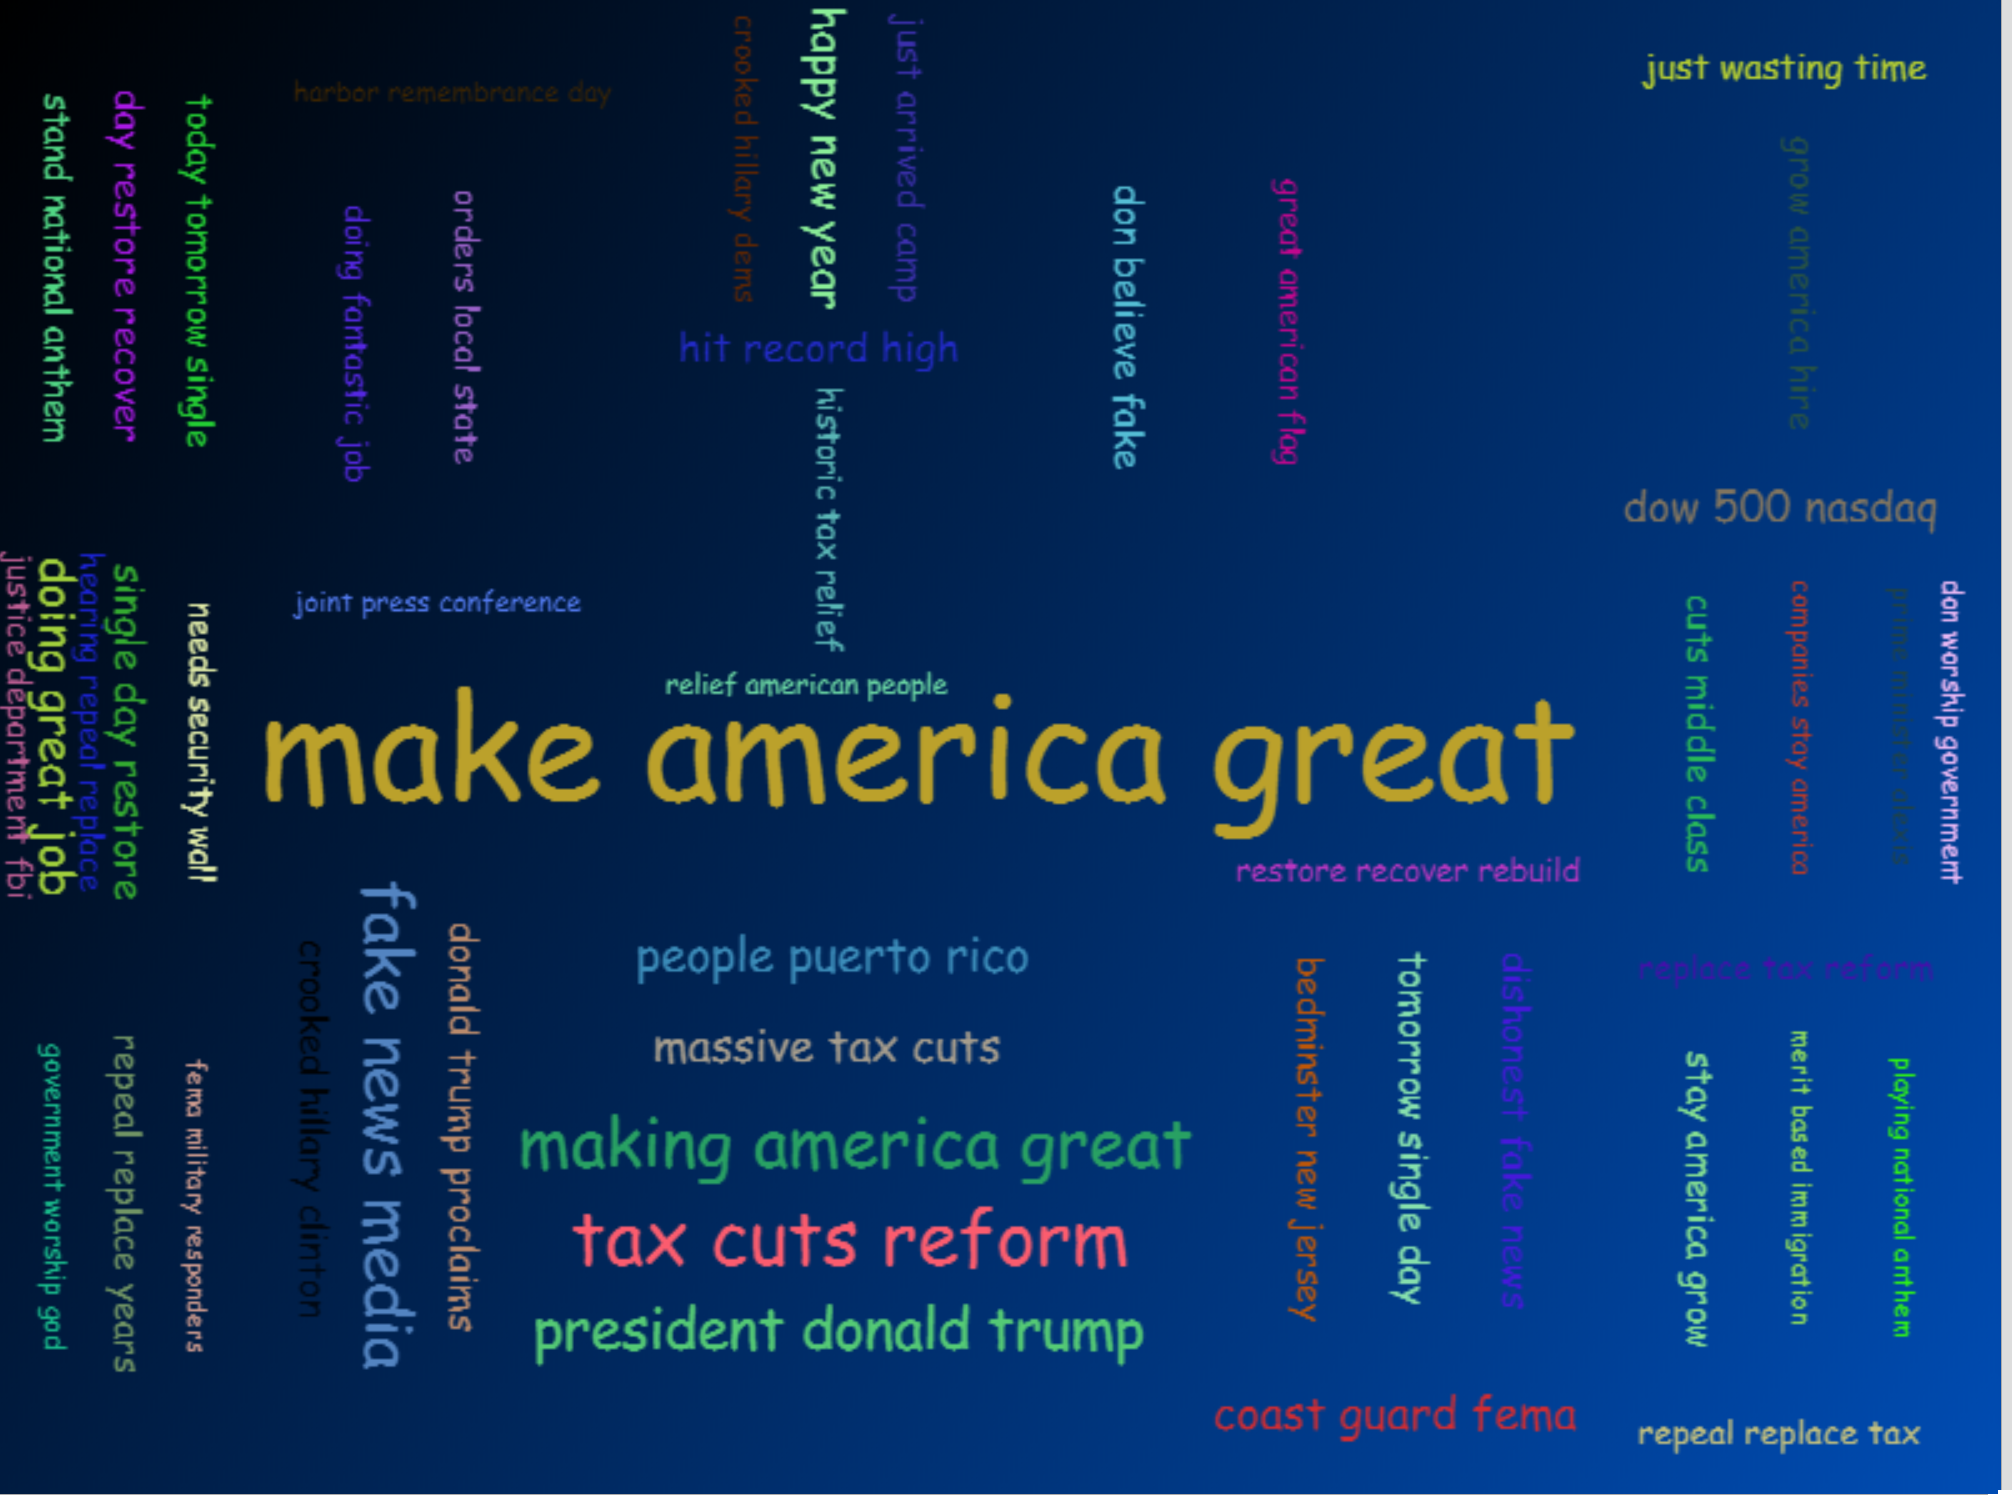 stand national anthem
day restore recover
today tomorrow single
harbor remembrance day
doing fantastic job
orders local state
crooked hillary dems
happy new year
just arrived camp
hit record high
historic tax relief
don believe fake
great american flag
just wasting time
grow america hire
dow 500 nasdaq
justice department fbi
doing great job
hearing repeal replace
single day restore
needs security wall
joint press conference
relief american people
make america great
restore recover rebuild
cuts middle class
companies stay america
prime minister alexis
don worship government
government worship god
repeal replace years
fema military responders
crooked hillary clinton
fake news media
donald trump proclaims
people puerto rico
massive tax cuts
making america great
tax cuts reform
president donald trump
bedminster new jersey
tomorrow single day
dishonest fake news
replace tax reform
stay america grow
merit based immigration
playing national anthem
coast guard fema
repeal replace tax